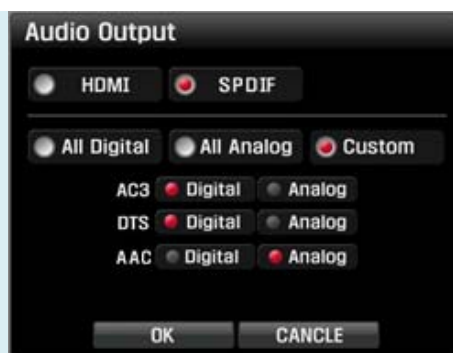 Audio Output
HDMI SPDIF
All Digital All Analog Custom
AC3 Digital Analog
DTS Digital Analog
AAC Digital Analog
OK CANCLE